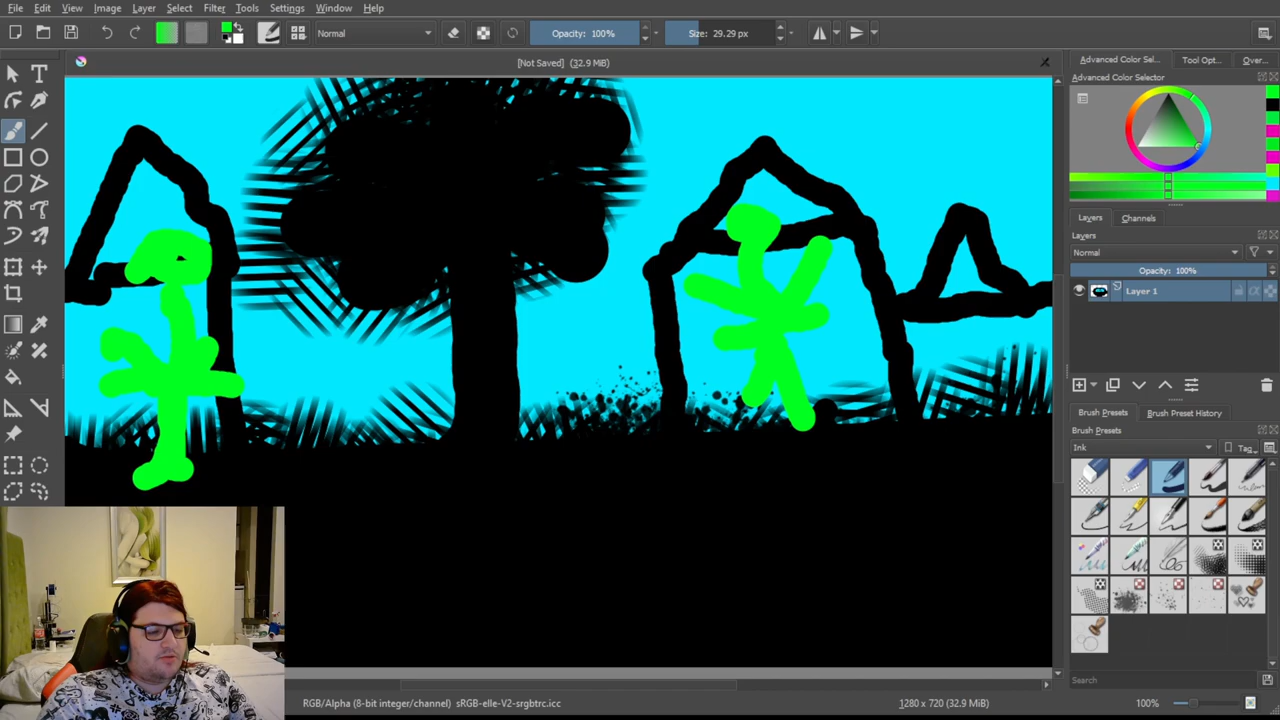 File Edit View Image Layer Select Filter Tools Settings Window Help
Normal Opacity: 100% Size: 29.29 px
[Not Saved] (32.9 MiB)
Advanced Color Sel... Tool Opt... Over...
Advanced Color Selector
Layers Channels
Layers
Normal
Opacity: 100%
Layer 1
Brush Presets Brush Preset History
Brush Presets
Ink Tag
Search
RGB/Alpha (8-bit integer/channel) sRGB-elle-V2-srgbtrc.icc 1280 x 720 (32.9 MiB) 100%